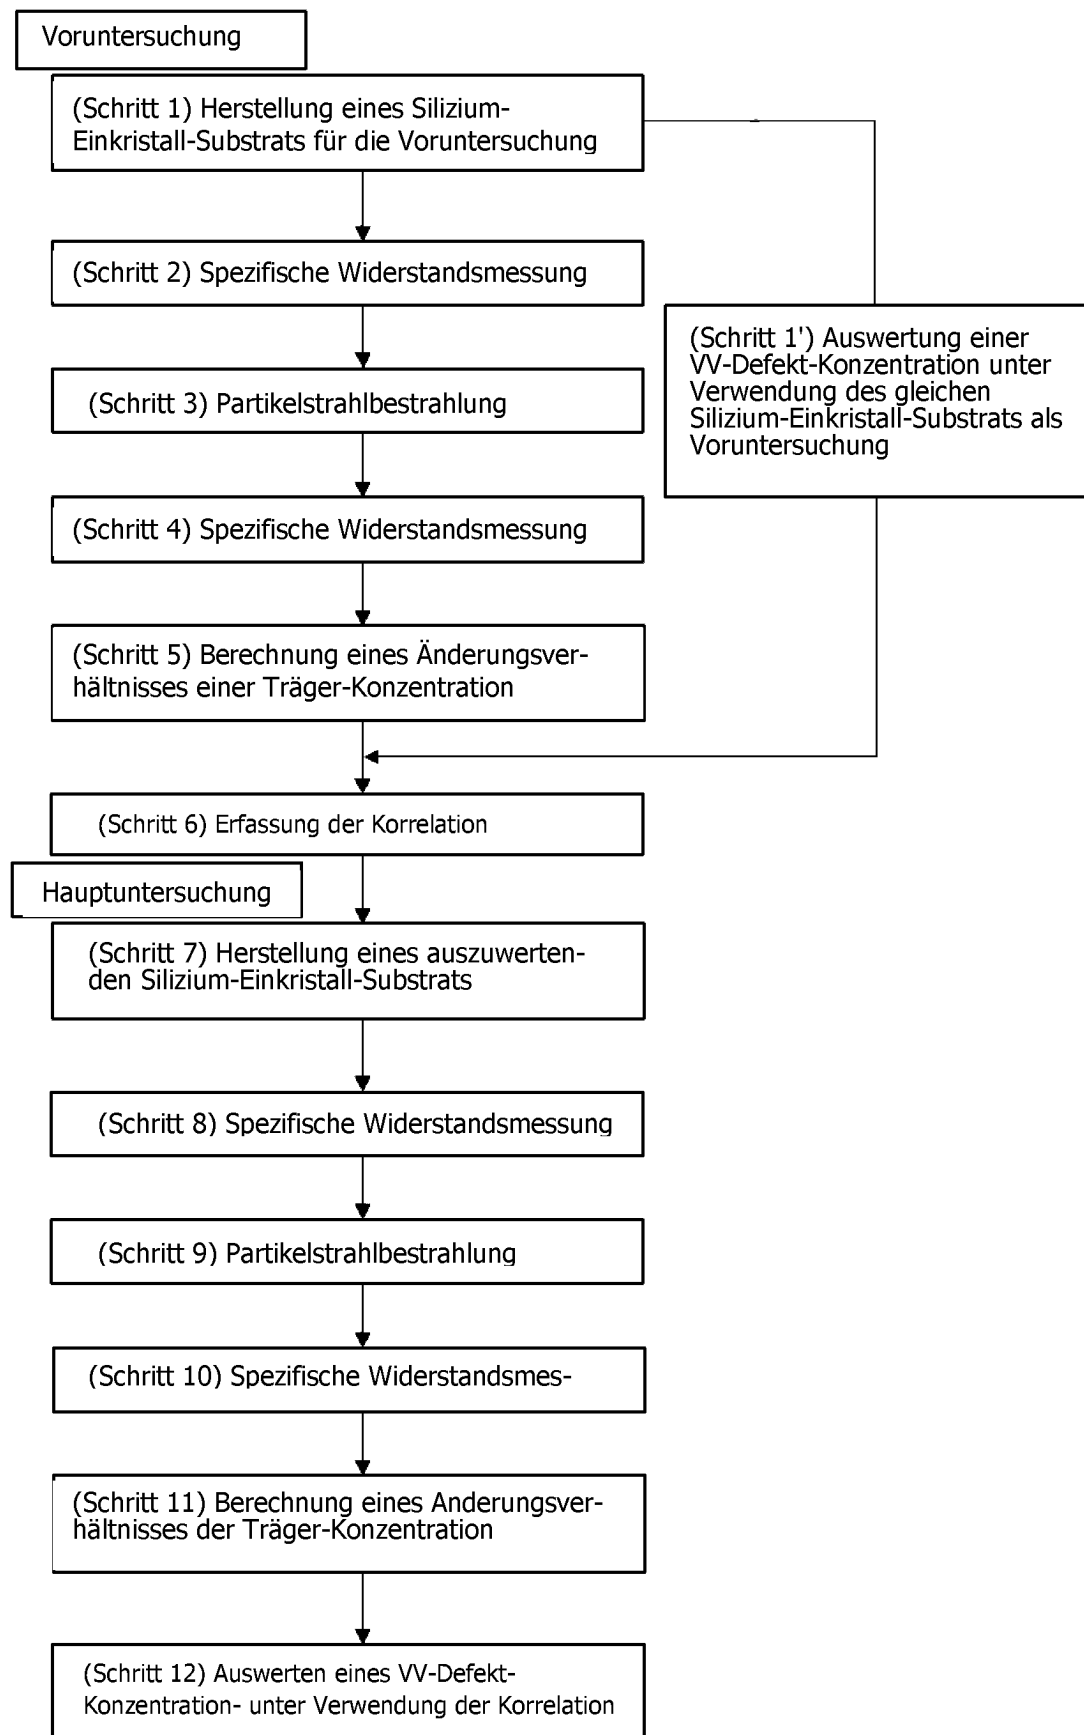 Voruntersuchung
(Schritt 1) Herstellung eines Silizium-
Einkristall-Substrats für die Voruntersuchung
(Schritt 2) Spezifische Widerstandsmessung
(Schritt 1') Auswertung einer
VV-Defekt-Konzentration unter
Verwendung des gleichen
Silizium-Einkristall-Substrats als
Voruntersuchung
(Schritt 3) Partikelstrahlbestrahlung
(Schritt 4) Spezifische Widerstandsmessung
(Schritt 5) Berechnung eines Änderungsver-
hältnisses einer Träger-Konzentration
(Schritt 6) Erfassung der Korrelation
Hauptuntersuchung
(Schritt 7) Herstellung eines auszuwerten-
den Silizium-Einkristall-Substrats
(Schritt 8) Spezifische Widerstandsmessung
(Schritt 9) Partikelstrahlbestrahlung
(Schritt 10) Spezifische Widerstandsmes-
(Schritt 11) Berechnung eines Anderungsver-
hältnisses der Träger-Konzentration
(Schritt 12) Auswerten eines VV-Defekt-
Konzentration- unter Verwendung der Korrelation